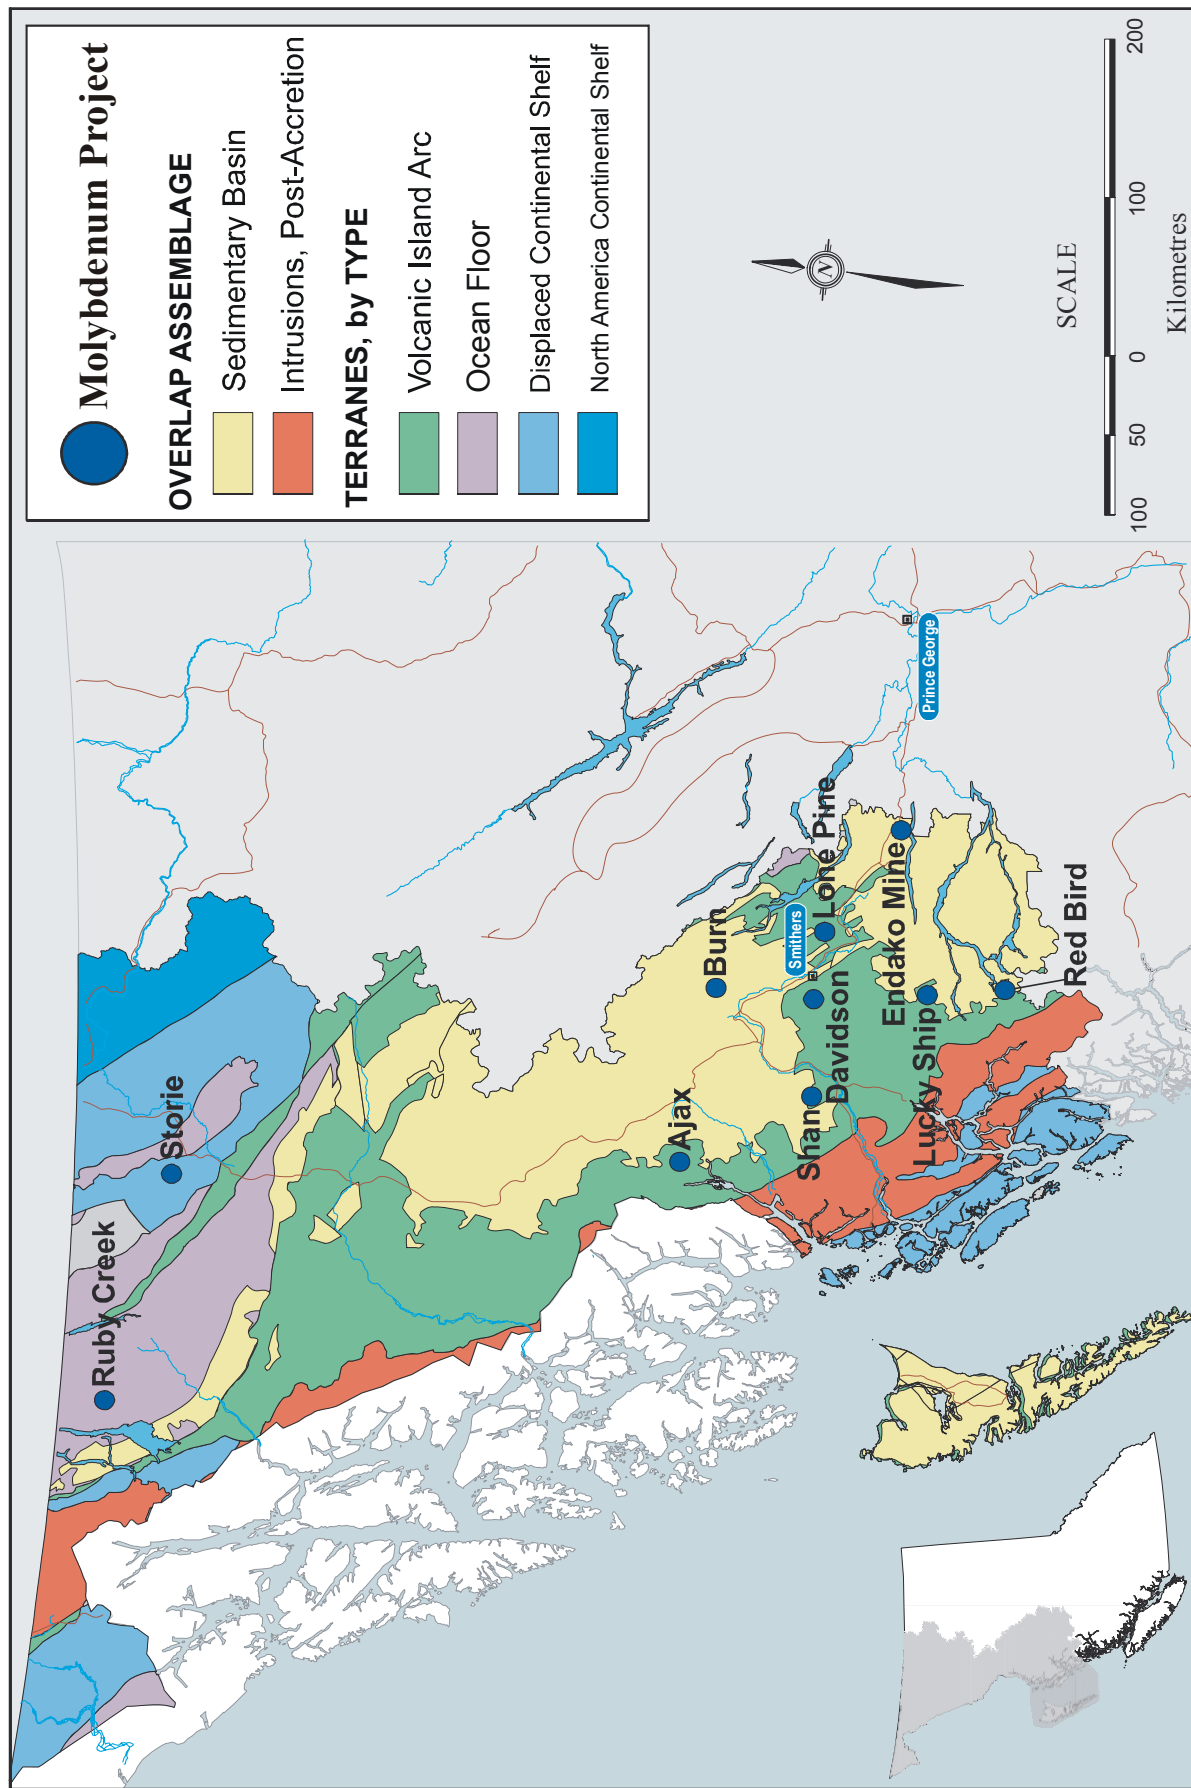 Molybdenum Project
OVERLAP ASSEMBLAGE
Sedimentary Basin
Intrusions, Post-Accretion
TERRANES, by TYPE
Volcanic Island Arc
Ocean Floor
Displaced Continental Shelf
North America Continental Shelf
Ruby Creek
Storie
Ajax
Burn
Smithers
Lone Pine
Shan
Davidson
Endako Mine
Lucky Ship
Red Bird
Prince George
N
SCALE
100 50 0 100 200
Kilometres